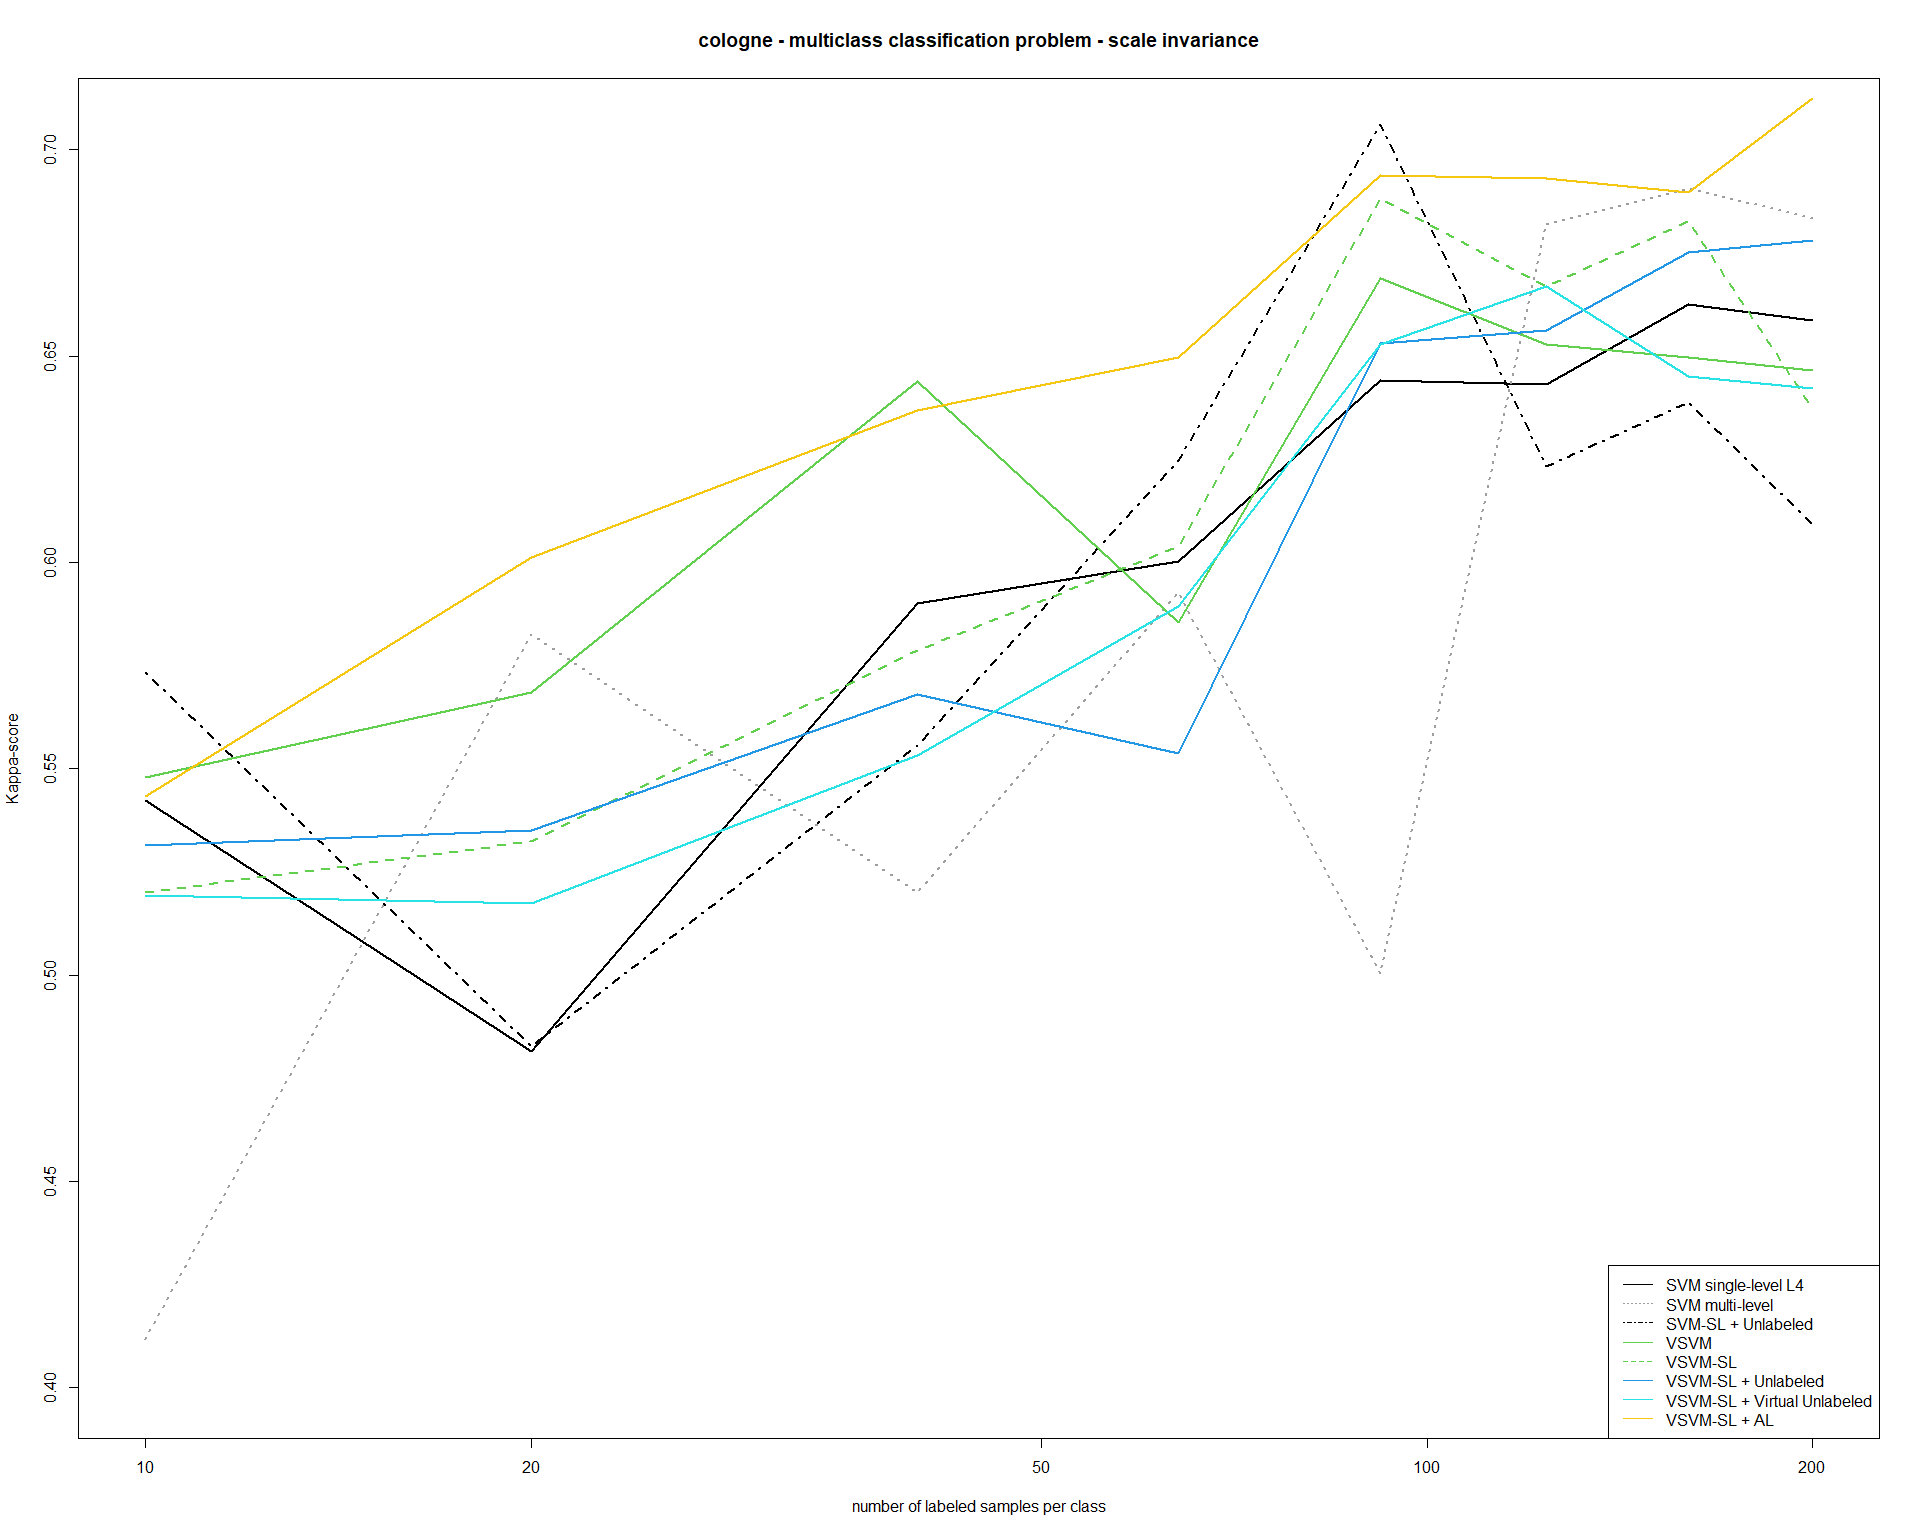 cologne - multiclass classification problem - scale invariance
0.70
0.65
0.60
0.55
0.50
0.45
0.40
Kappa-score
SVM single-level L4
SVM multi-level
SVM-SL + Unlabeled
VSVM
VSVM-SL
VSVM-SL + Unlabeled
VSVM-SL + Virtual Unlabeled
VSVM-SL + AL
10 20 50 100 200
number of labeled samples per class